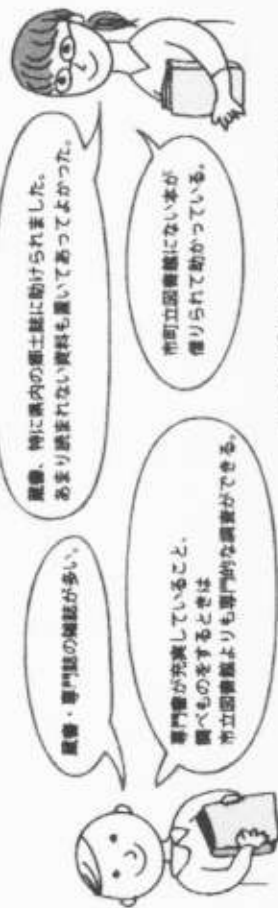 蔵書・専門誌の雑誌が多い。
専門書が充実していること、
調べものをするときは
市立図書館よりも専門的な調査ができる。
蔵書、特に県内の郷土誌に助けられました。
あまり読まれない資料も置いてあってよかった。
市町立図書館にない本が
借りられて助かっている。